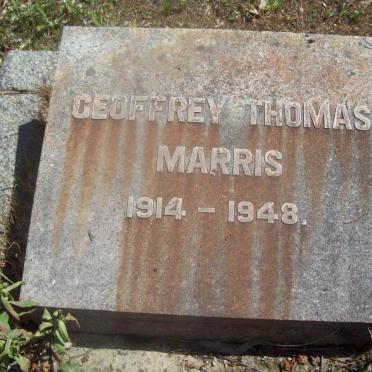 GEOFFREY THOMAS
MARRIS
1914 - 1948.